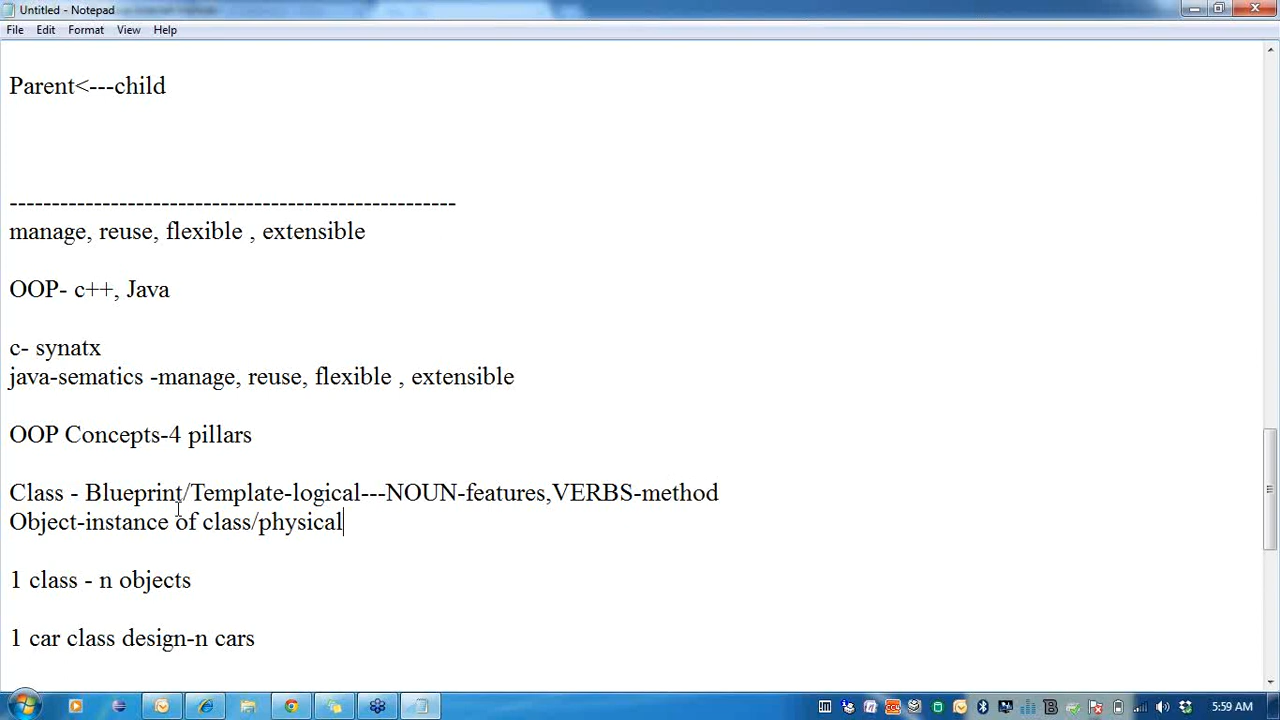 Untitled - Notepad
File Edit Format View Help
Parent<---child
-----------------------------------------------------
manage, reuse, flexible , extensible
OOP- c++, Java
c- synatx
java-sematics -manage, reuse, flexible , extensible
OOP Concepts-4 pillars
Class - Blueprint/Template-logical---NOUN-features,VERBS-method
Object-instance of class/physical
1 class - n objects
1 car class design-n cars
5:59 AM